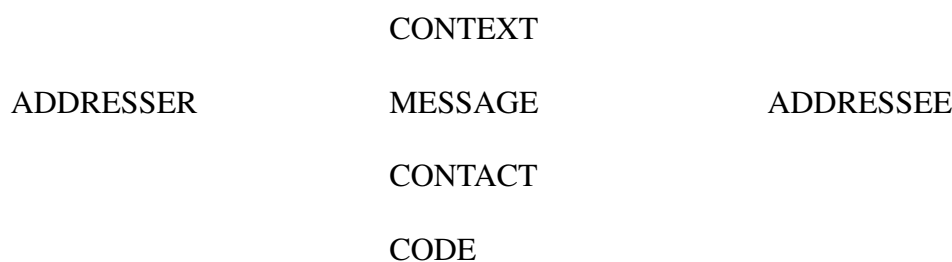 CONTEXT
ADDRESSER MESSAGE ADDRESSEE
CONTACT
CODE